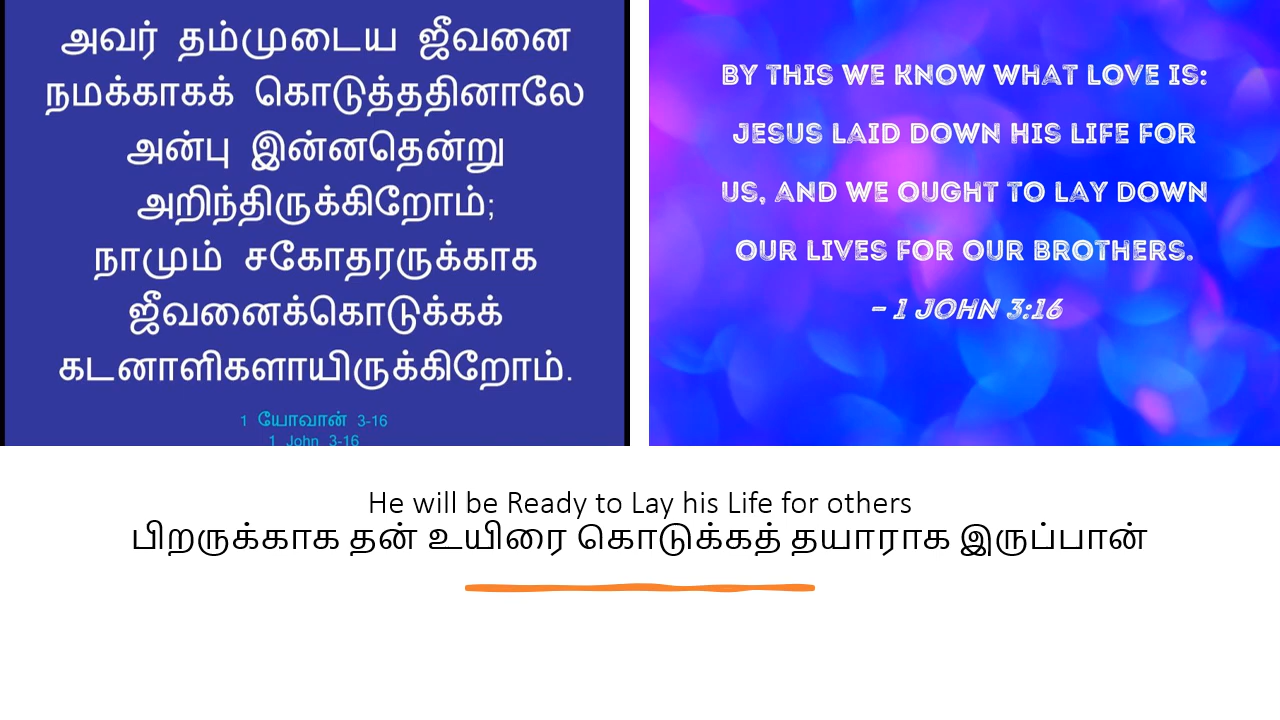 அவர் தம்முடைய ஜீவனை
நமக்காகக் கொடுத்ததினாலே
அன்பு இன்னதென்று
அறிந்திருக்கிறோம்;
நாமும் சகோதரருக்காக
ஜீவனைக்கொடுக்கக்
கடனாளிகளாயிருக்கிறோம்.
1 யோவான் 3-16
1 John 3-16
BY THIS WE KNOW WHAT LOVE IS:
JESUS LAID DOWN HIS LIFE FOR
US, AND WE OUGHT TO LAY DOWN
OUR LIVES FOR OUR BROTHERS.
– 1 JOHN 3:16
He will be Ready to Lay his Life for others
பிறருக்காக தன் உயிரை கொடுக்கத் தயாராக இருப்பான்